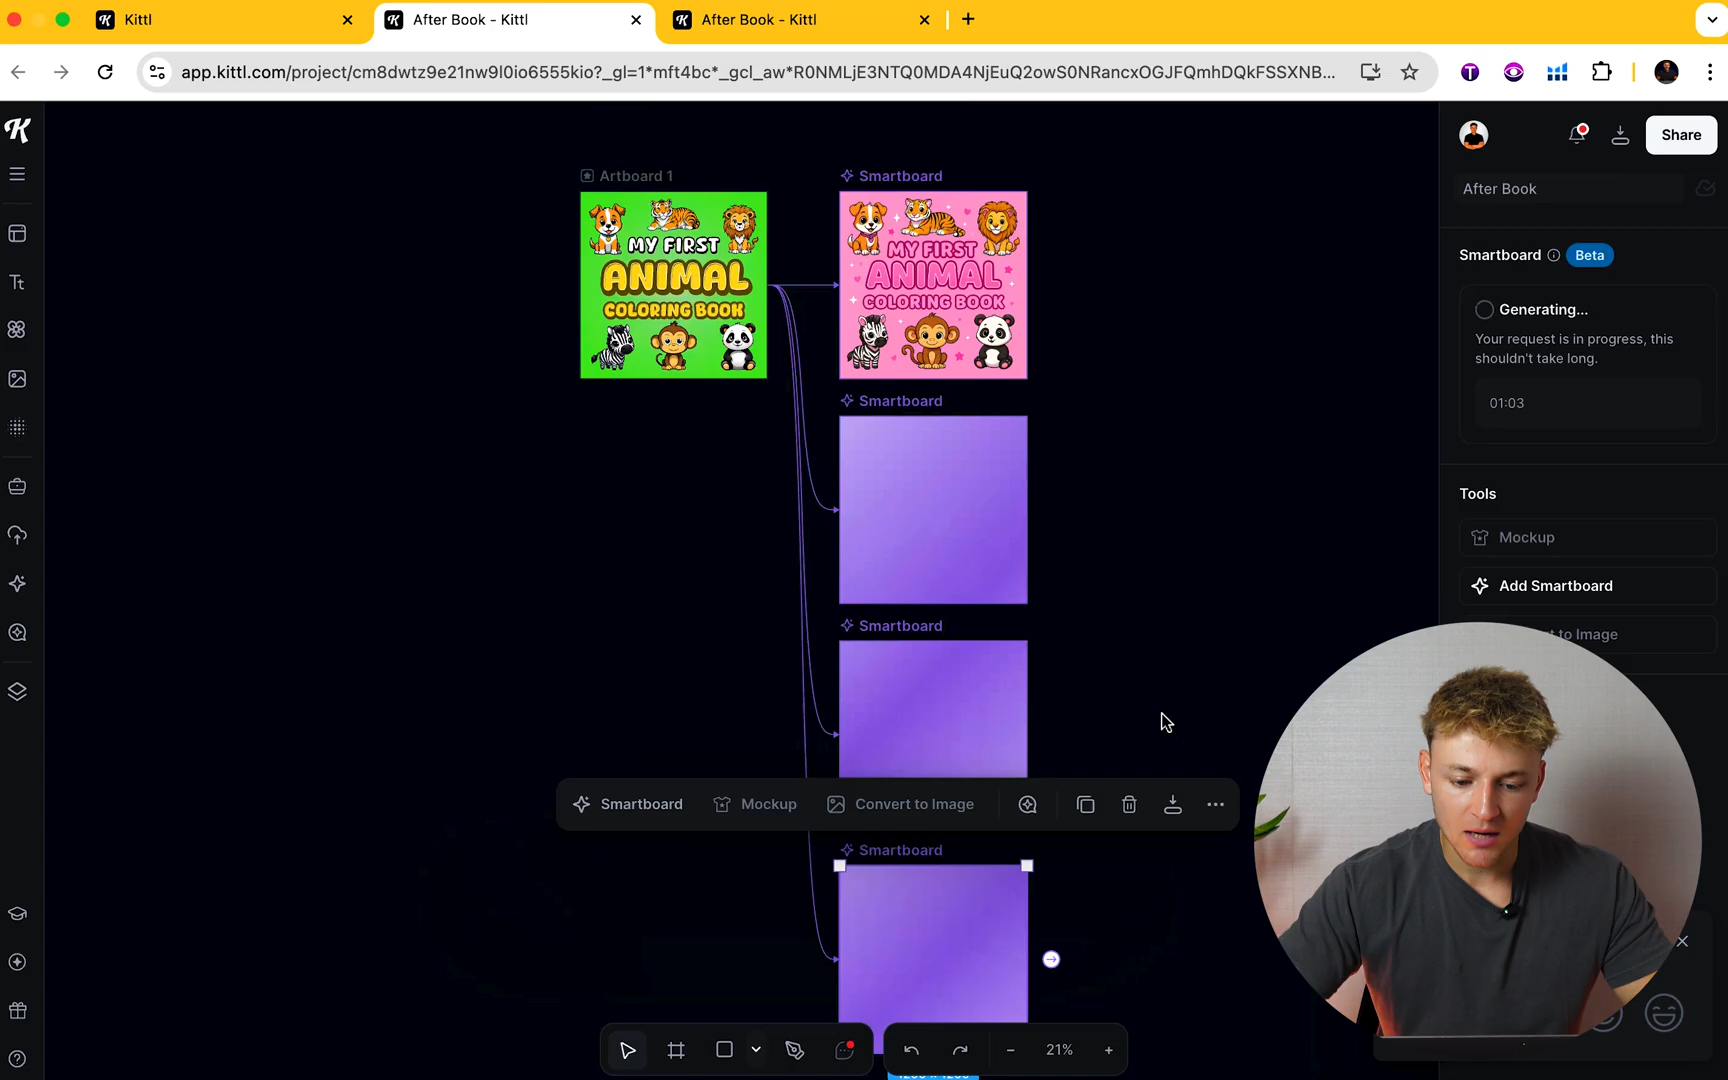 Kittl
After Book - Kittl
After Book - Kittl
app.kittl.com/project/cm8dwtz9e21nw9l0io6555kio?_gl=1*mft4bc*_gcl_aw*R0NMLjE3NTQ0MDA4NjEuQ2owS0NRancxOGJFQmhDQkFSSXNB...
Share
After Book
Smartboard
Beta
Generating...
Your request is in progress, this
shouldn't take long.
01:03
Tools
Mockup
Add Smartboard
to Image
Artboard 1
MY FIRST
ANIMAL
COLORING BOOK
Smartboard
MY FIRST
ANIMAL
COLORING BOOK
Smartboard
Smartboard
Smartboard
Mockup
Convert to Image
Smartboard
21%